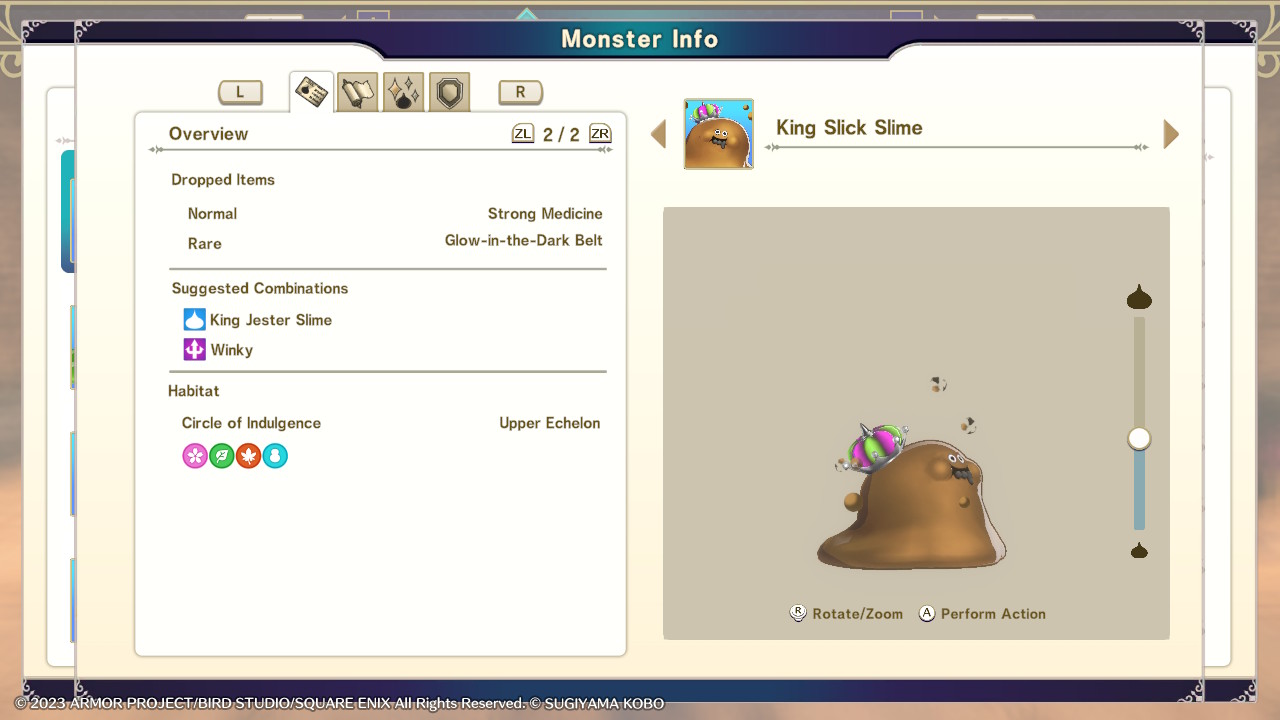 Monster Info
L
R
Overview
ZL 2 / 2 ZR
King Slick Slime
Dropped Items
Normal Strong Medicine
Rare Glow-in-the-Dark Belt
Suggested Combinations
King Jester Slime
Winky
Habitat
Circle of Indulgence Upper Echelon
R Rotate/Zoom A Perform Action
© 2023 ARMOR PROJECT/BIRD STUDIO/SQUARE ENIX All Rights Reserved. © SUGIYAMA KOBO